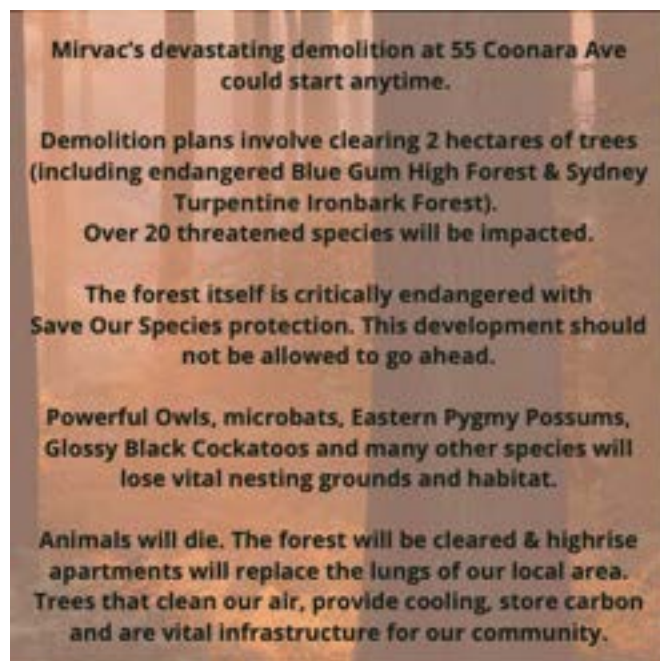 Mirvac's devastating demolition at 55 Coonara Ave
could start anytime.
Demolition plans involve clearing 2 hectares of trees
(including endangered Blue Gum High Forest & Sydney
Turpentine Ironbark Forest).
Over 20 threatened species will be impacted.
The forest itself is critically endangered with
Save Our Species protection. This development should
not be allowed to go ahead.
Powerful Owls, microbats, Eastern Pygmy Possums,
Glossy Black Cockatoos and many other species will
lose vital nesting grounds and habitat.
Animals will die. The forest will be cleared & highrise
apartments will replace the lungs of our local area.
Trees that clean our air, provide cooling, store carbon
and are vital infrastructure for our community.